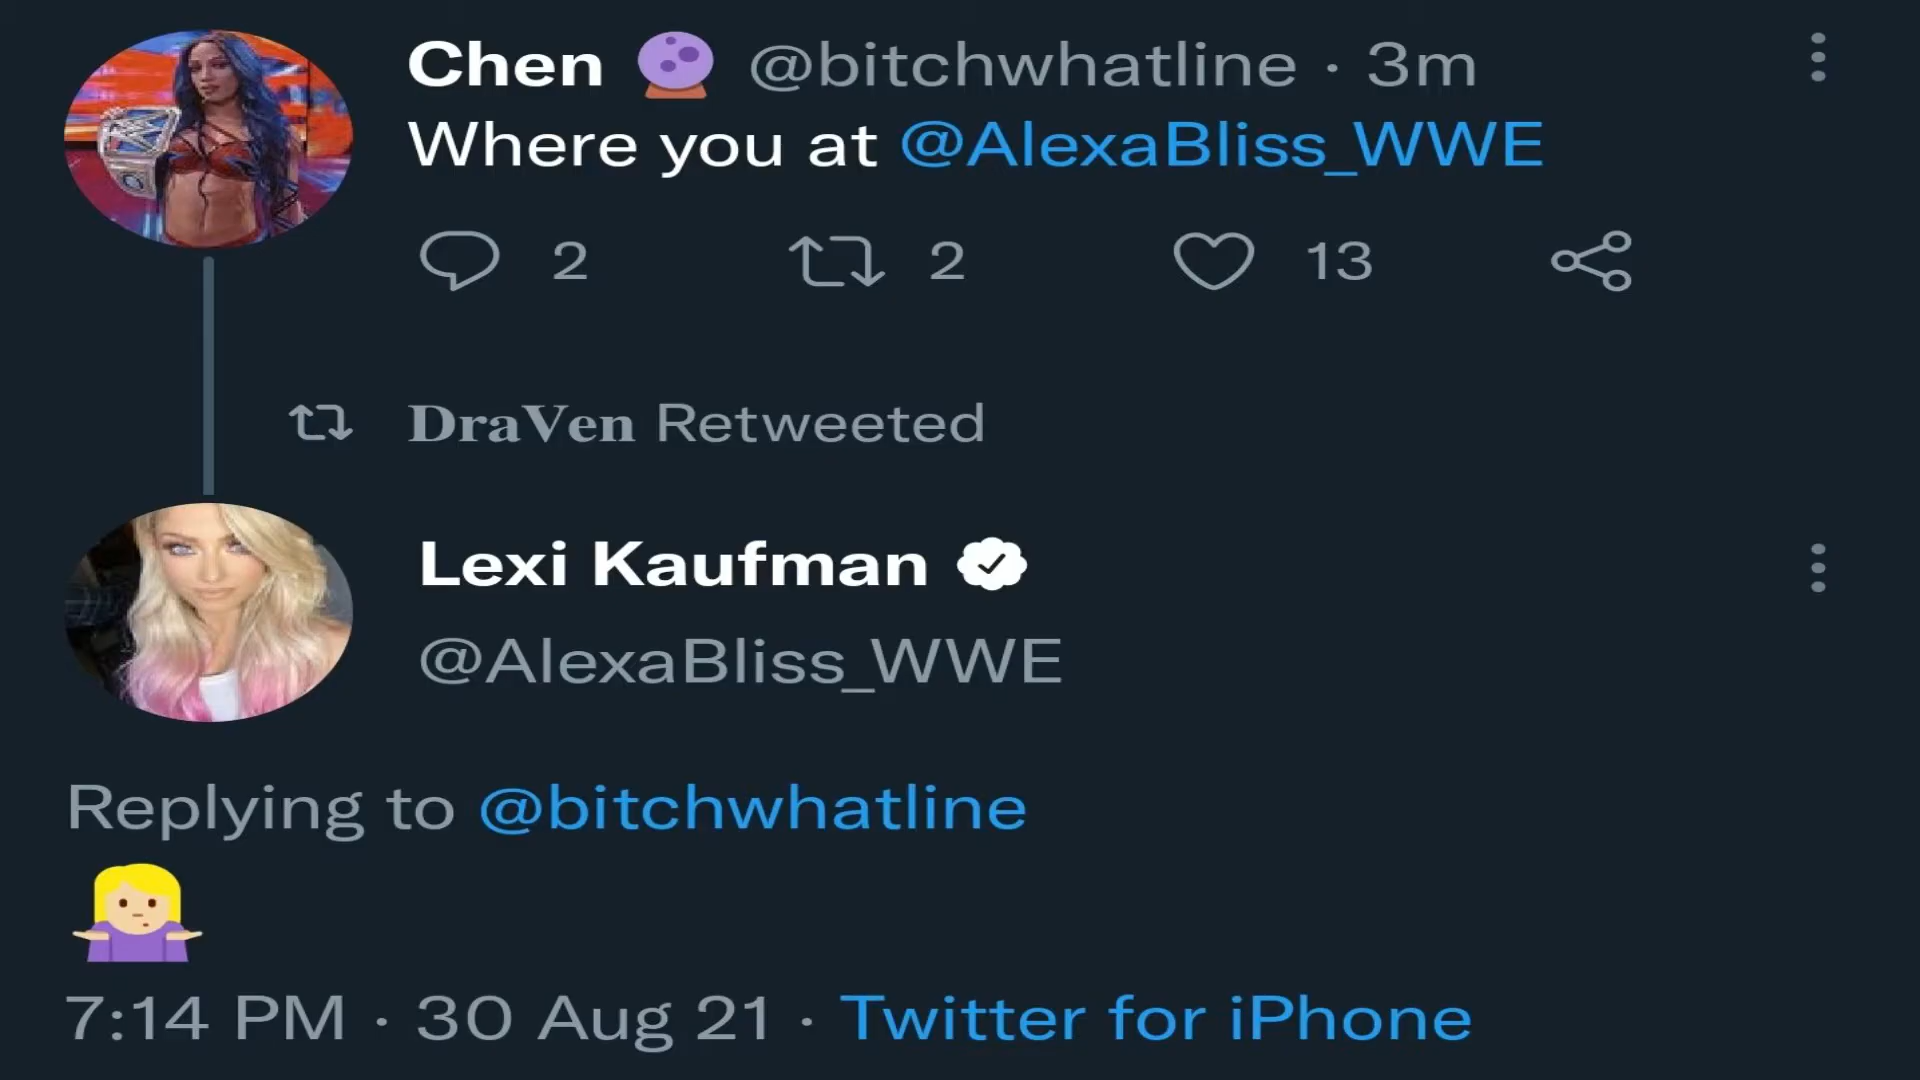 Chen 🔮 @bitchwhatline · 3m
Where you at @AlexaBliss_WWE
2 2 13
DraVen Retweeted
Lexi Kaufman
@AlexaBliss_WWE
Replying to @bitchwhatline
🤷🏼‍♀️
7:14 PM · 30 Aug 21 · Twitter for iPhone